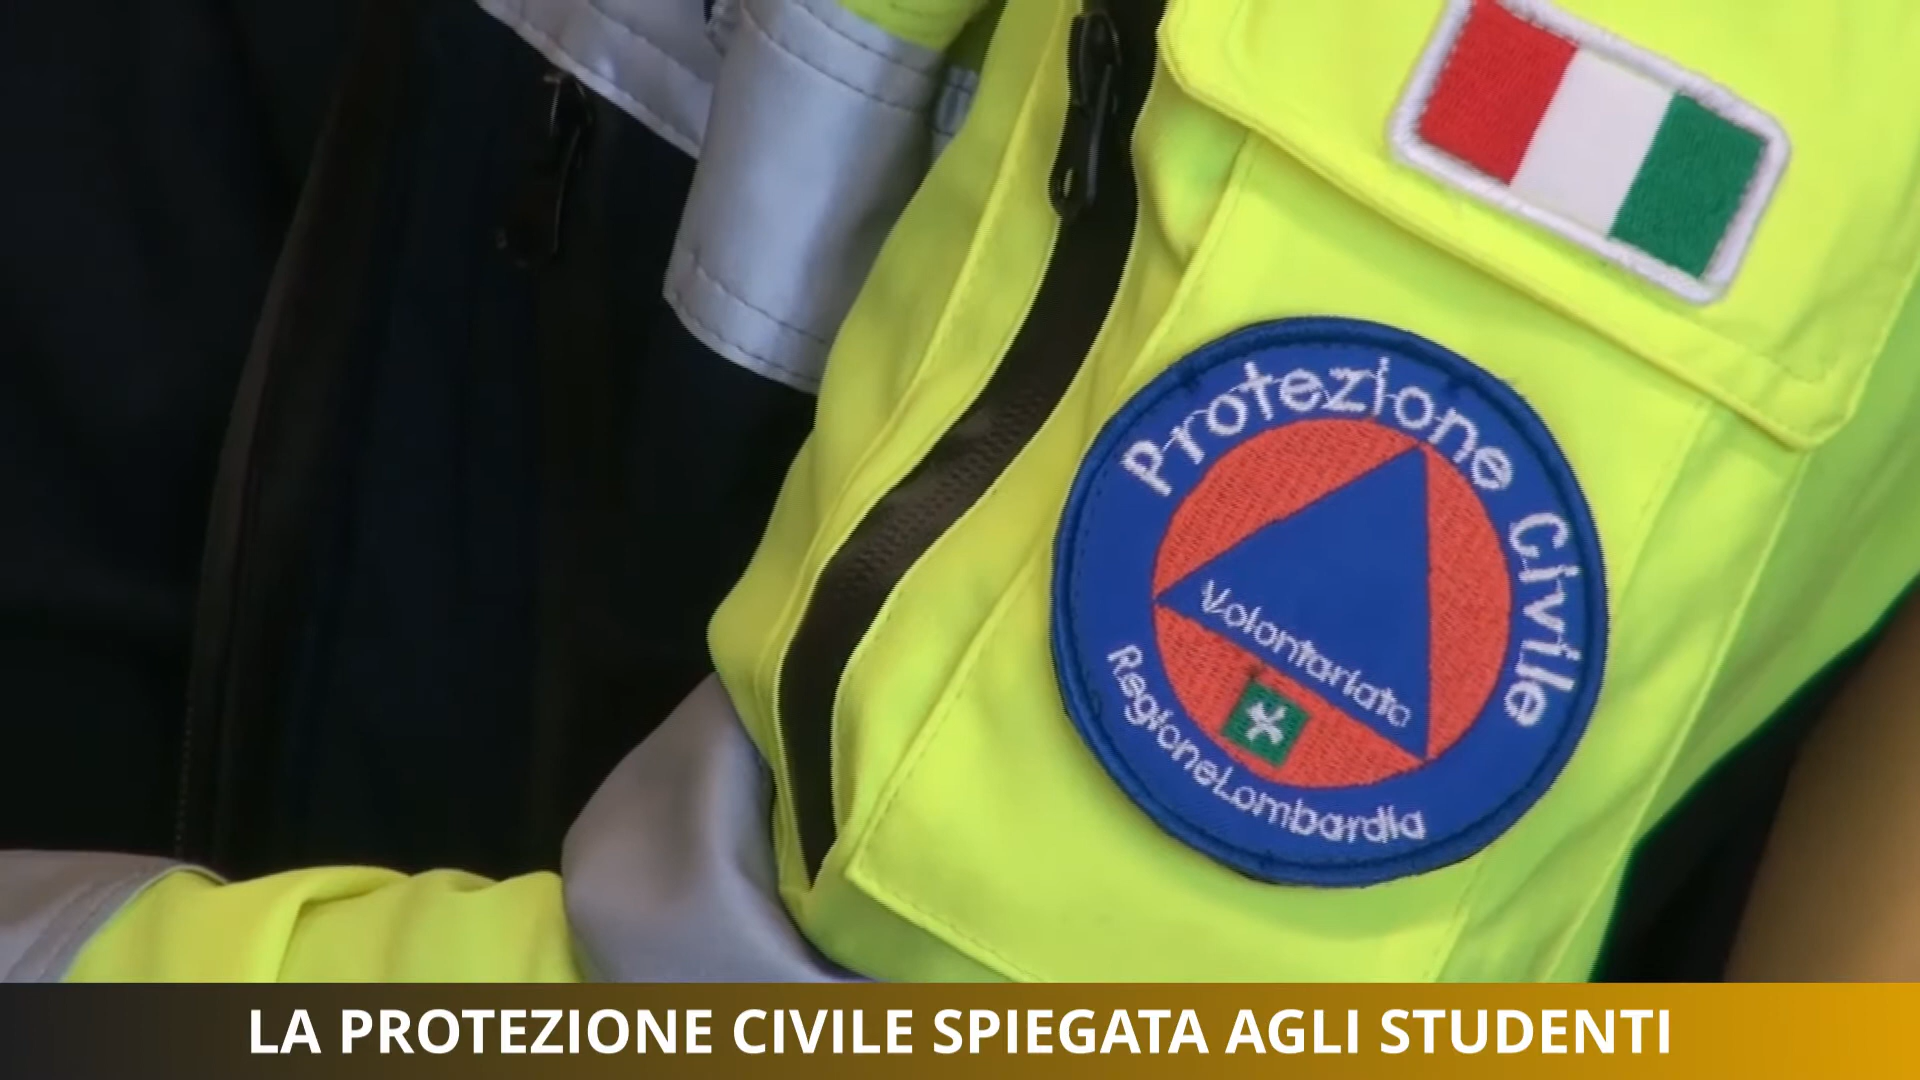 Protezione Civile
Volontariato
RegioneLombardia
LA PROTEZIONE CIVILE SPIEGATA AGLI STUDENTI